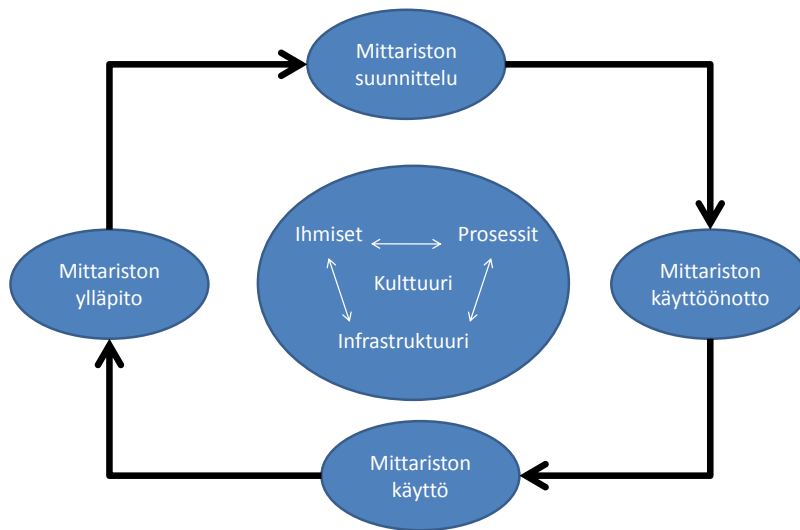 Mittariston
suunnittelu
Ihmiset
Prosessit
Mittariston
ylläpito
Kulttuuri
Mittariston
käyttöönotto
Infrastruktuuri
Mittariston
käyttö